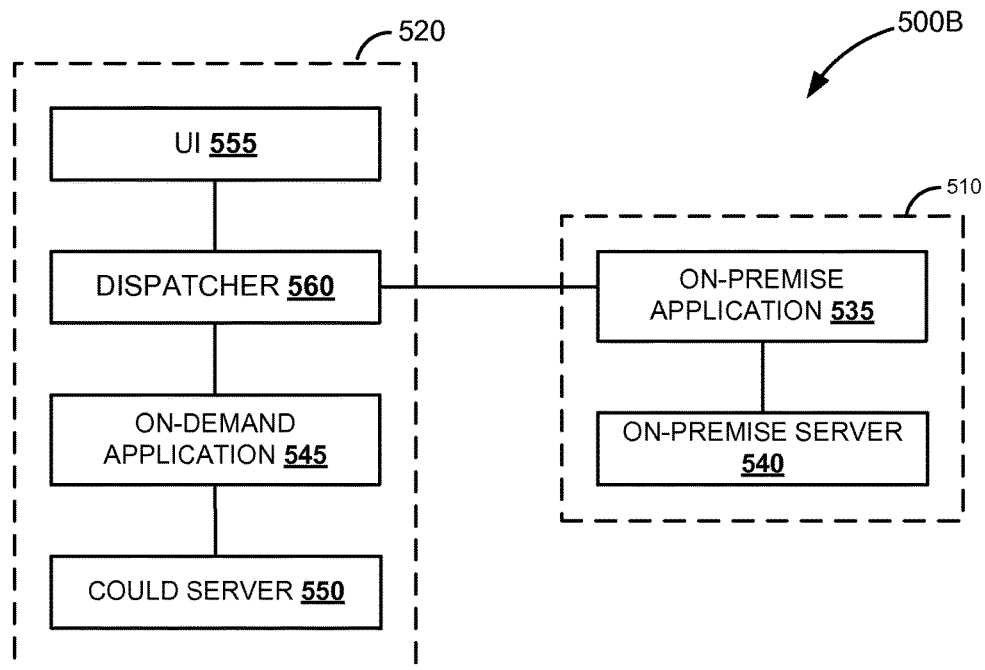 520
500B
UI 555
510
DISPATCHER 560
ON-PREMISE
APPLICATION 535
ON-DEMAND
APPLICATION 545
ON-PREMISE SERVER
540
COULD SERVER 550